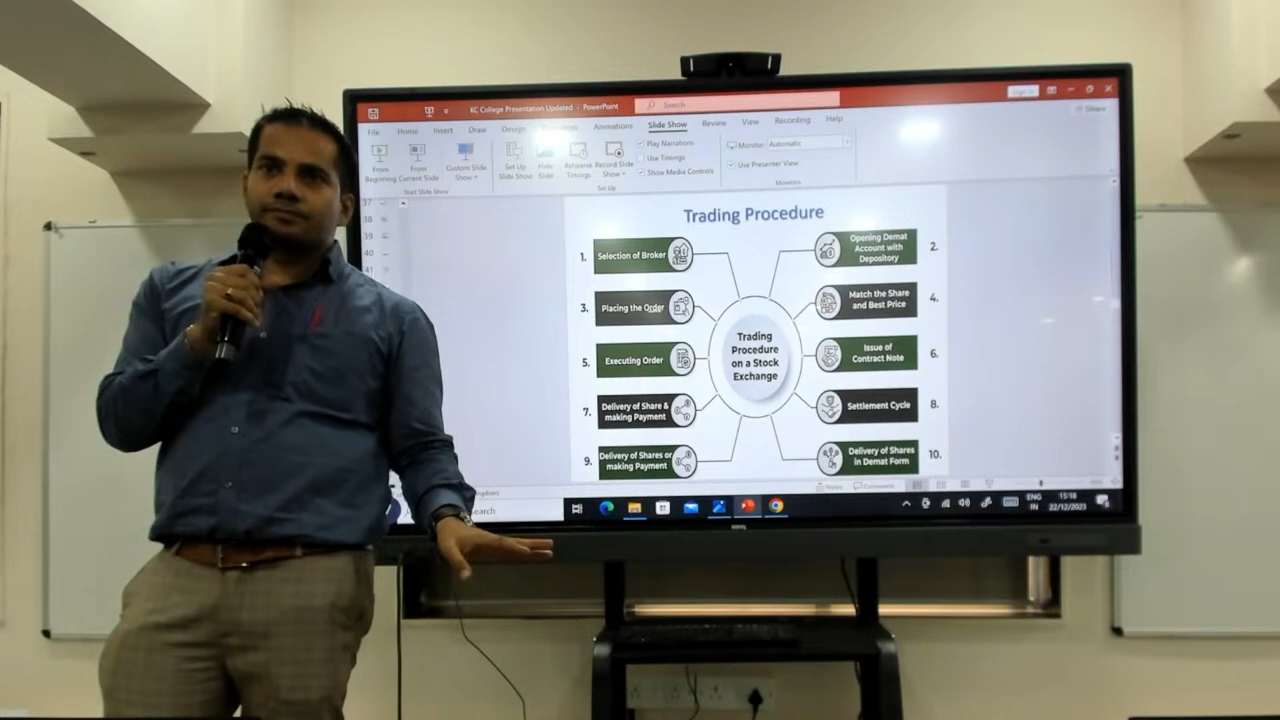 KC College Presentation Updated - PowerPoint
Search
Sign in
File Home Insert Draw Design Animations Slide Show Review View Recording Help
Share
From Beginning
From Current Slide
Custom Slide Show
Set Up Slide Show
Hide Slide
Rehearse Timings
Record Slide Show
Play Narrations
Use Timings
Show Media Controls
Monitor: Automatic
Use Presenter View
Start Slide Show
Set Up
Monitors
37
38
39
40
41
Trading Procedure
1. Selection of Broker
Opening Demat
Account with
Depository
2.
3. Placing the Order
Match the Share
and Best Price
4.
Trading
Procedure
on a Stock
Exchange
5. Executing Order
Issue of
Contract Note
6.
7. Delivery of Share &
making Payment
Settlement Cycle
8.
9. Delivery of Shares or
making Payment
Delivery of Shares
in Demat Form
10.
Notes Comments
ENG
IN
15:18
22/12/2023
BenQ